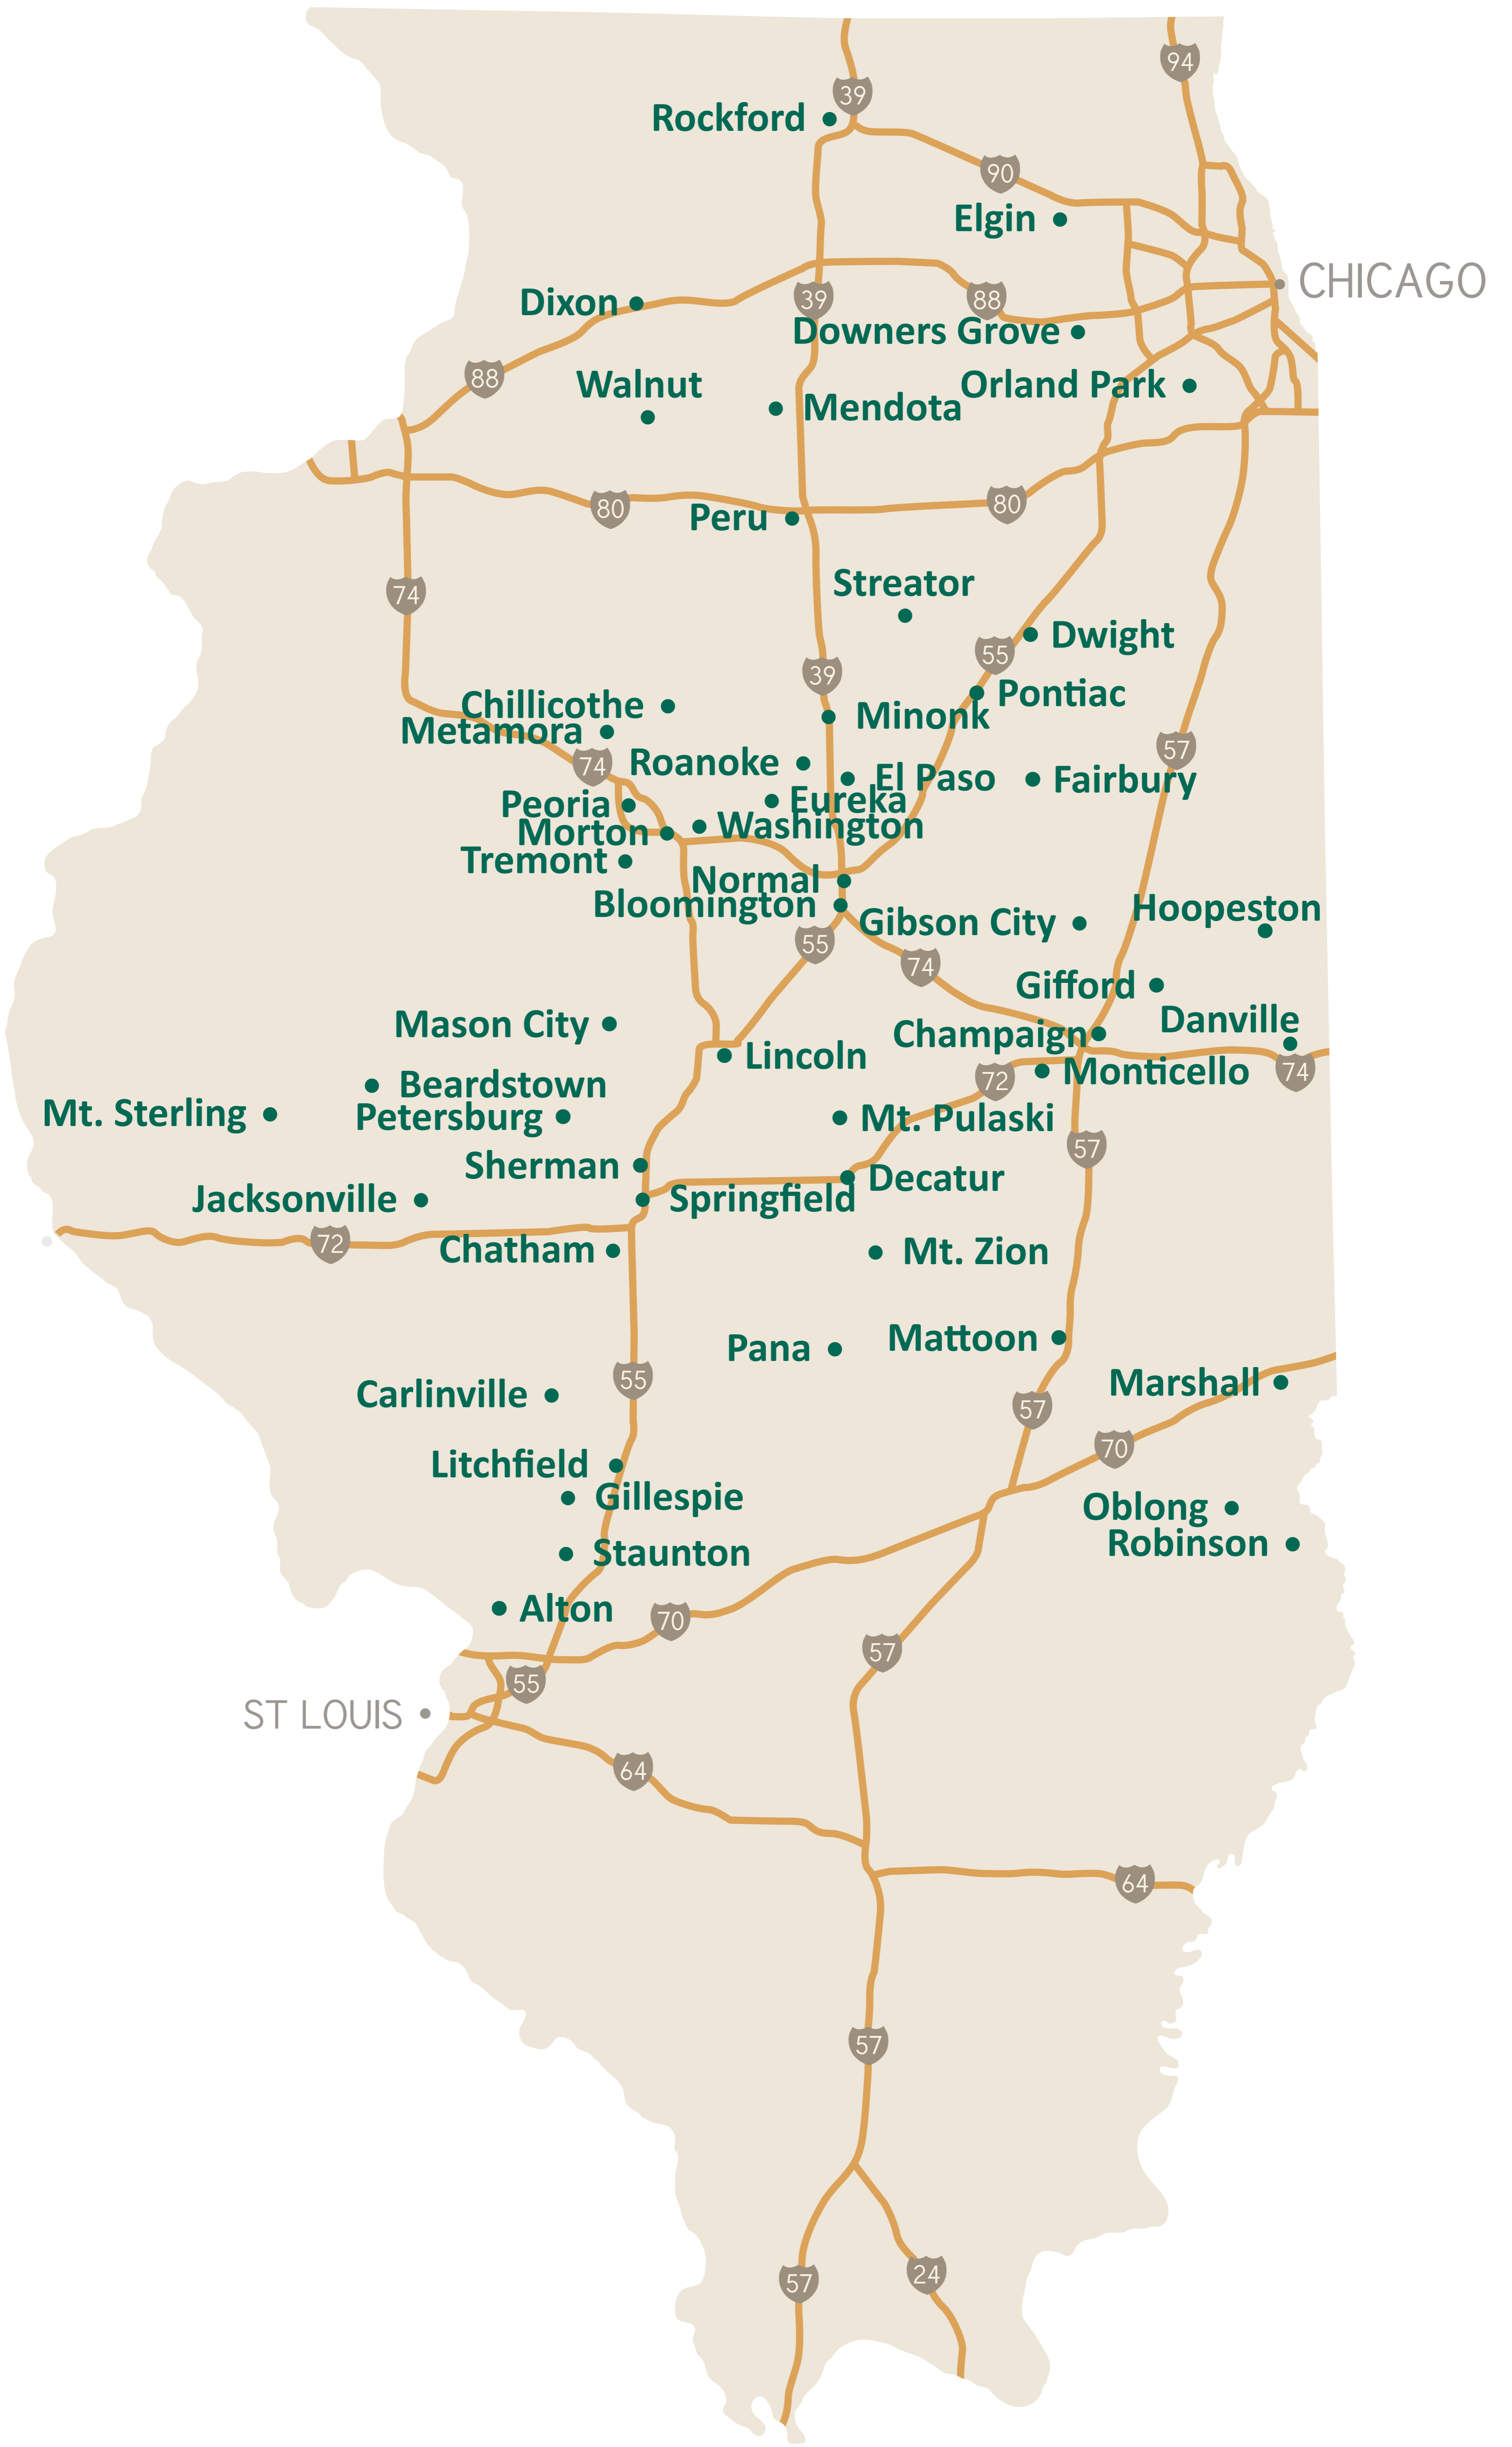 94
39
Rockford
90
Elgin
CHICAGO
Dixon
39
88
Downers Grove
88
Walnut
Orland Park
Mendota
80
80
Peru
Streator
74
Dwight
55
39
Pontiac
Chillicothe
Minonk
Metamora
57
74
Roanoke
El Paso
Fairbury
Eureka
Peoria
Washington
Morton
Tremont
Normal
Bloomington
Hoopeston
Gibson City
55
74
Gifford
Mason City
Danville
Champaign
Lincoln
Monticello
74
72
Beardstown
Mt. Sterling
Petersburg
Mt. Pulaski
57
Sherman
Decatur
Jacksonville
Springfield
72
Chatham
Mt. Zion
Mattoon
Pana
55
Marshall
Carlinville
57
70
Litchfield
Gillespie
Oblong
Robinson
Staunton
Alton
70
57
55
ST LOUIS
64
64
57
24
57